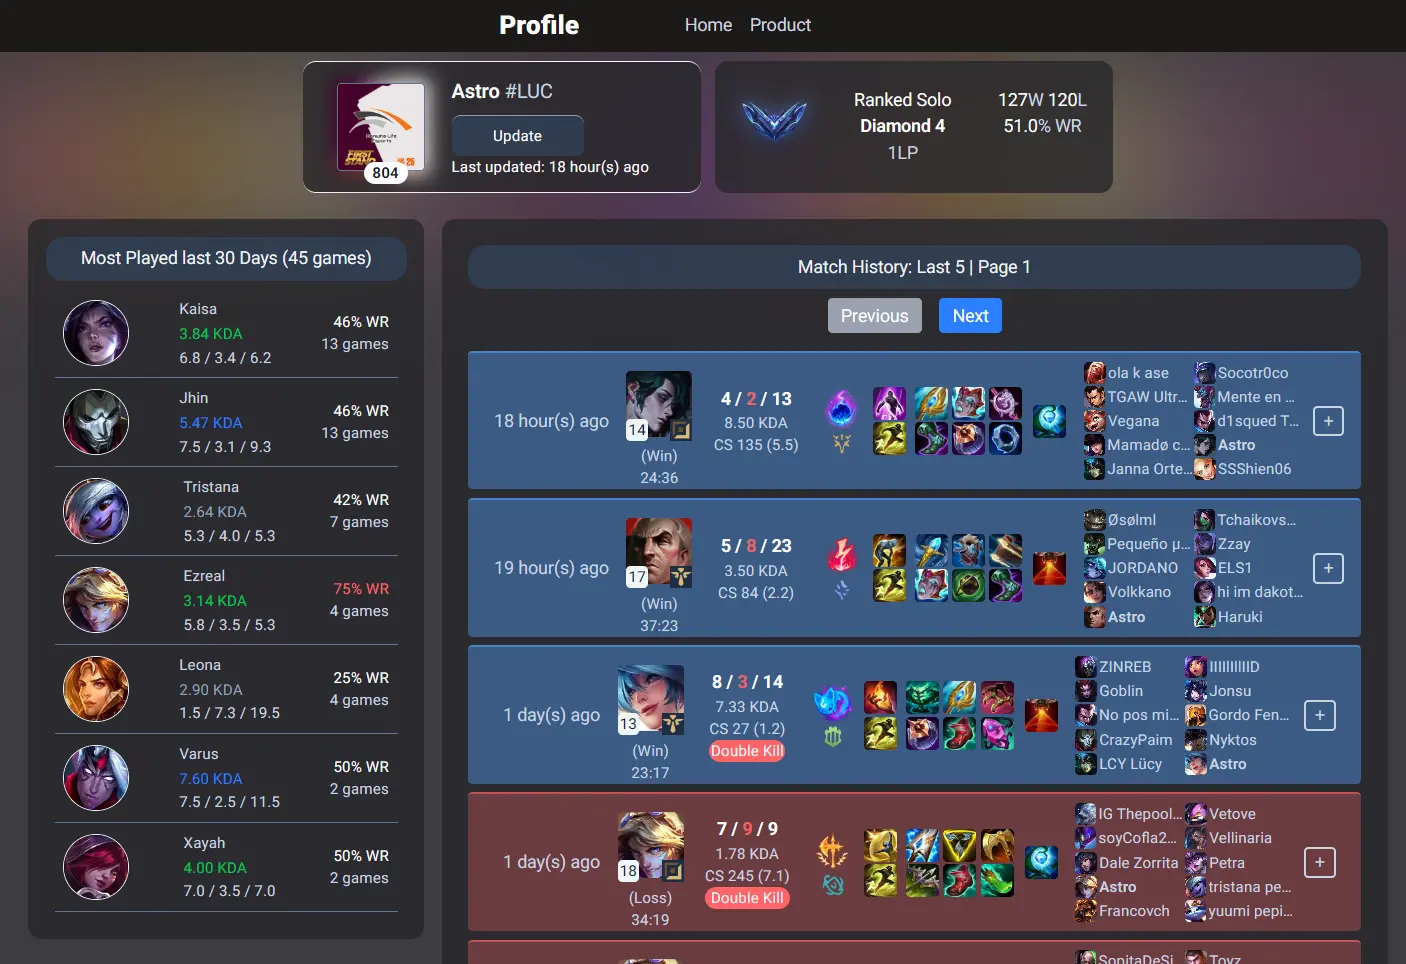 Profile
Home
Product
Astro #LUC
Update
Last updated: 18 hour(s) ago
FIRST
STAND
804
Ranked Solo
Diamond 4
1LP
127W 120L
51.0% WR
Most Played last 30 Days (45 games)
Kaisa
3.84 KDA
6.8 / 3.4 / 6.2
46% WR
13 games
Jhin
5.47 KDA
7.5 / 3.1 / 9.3
46% WR
13 games
Tristana
2.64 KDA
5.3 / 4.0 / 5.3
42% WR
7 games
Ezreal
3.14 KDA
5.8 / 3.5 / 5.3
75% WR
4 games
Leona
2.90 KDA
1.5 / 7.3 / 19.5
25% WR
4 games
Varus
7.60 KDA
7.5 / 2.5 / 11.5
50% WR
2 games
Xayah
4.00 KDA
7.0 / 3.5 / 7.0
50% WR
2 games
Match History: Last 5 | Page 1
Previous
Next
18 hour(s) ago
14
(Win)
24:36
4 / 2 / 13
8.50 KDA
CS 135 (5.5)
ola k ase
TGAW Ultr...
Vegana
Mamadø c...
Janna Orte...
Socotr0co
Mente en ...
d1squed T...
Astro
SSShien06
+
19 hour(s) ago
17
(Win)
37:23
5 / 8 / 23
3.50 KDA
CS 84 (2.2)
Øsølml
Pequeño µ...
JORDANO
Volkkano
Astro
Tchaikovs...
Zzay
ELS1
hi im dakot...
Haruki
+
1 day(s) ago
13
(Win)
23:17
8 / 3 / 14
7.33 KDA
CS 27 (1.2)
Double Kill
ZINREB
Goblin
No pos mi...
CrazyPaim
LCY Lücy
Jonsu
Gordo Fen...
Nyktos
Astro
+
1 day(s) ago
18
(Loss)
34:19
7 / 9 / 9
1.78 KDA
CS 245 (7.1)
Double Kill
IG Thepool...
soyCofla2...
Dale Zorrita
Astro
Francovch
Vetove
Vellinaria
Petra
tristana pe...
yuumi pepi...
+
SopitaDeSi
Toyz